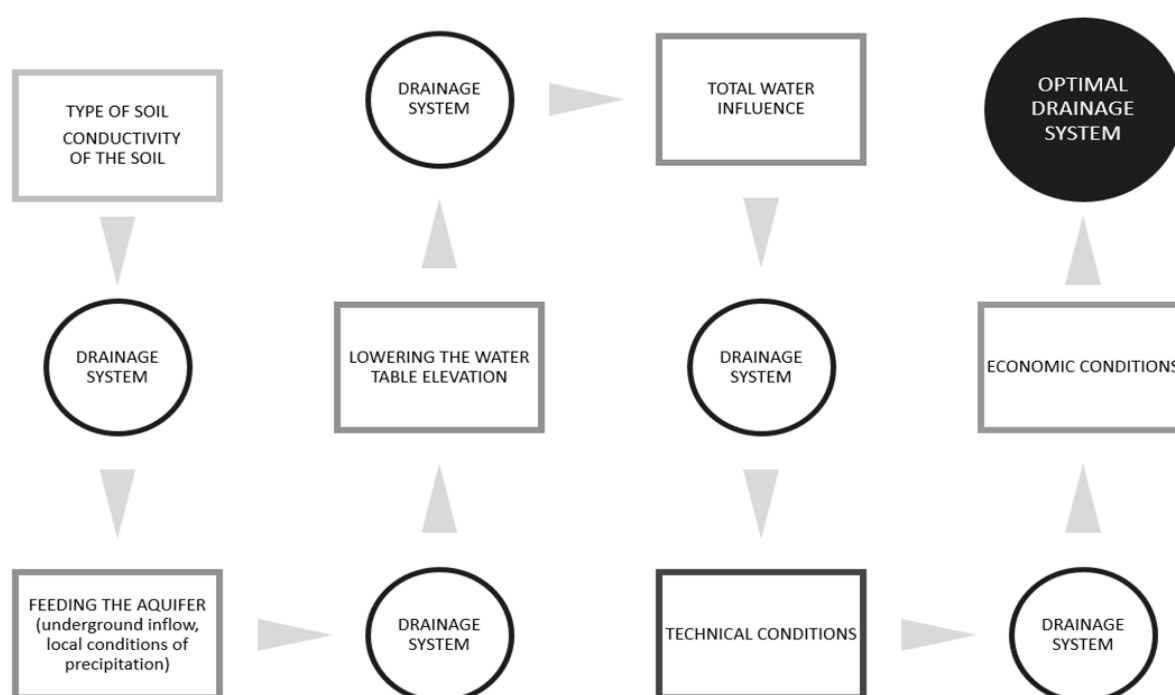 TYPE OF SOIL
CONDUCTIVITY
OF THE SOIL
DRAINAGE
SYSTEM
FEEDING THE AQUIFER
(underground inflow,
local conditions of
precipitation)
DRAINAGE
SYSTEM
LOWERING THE WATER
TABLE ELEVATION
DRAINAGE
SYSTEM
TOTAL WATER
INFLUENCE
DRAINAGE
SYSTEM
TECHNICAL CONDITIONS
DRAINAGE
SYSTEM
ECONOMIC CONDITIONS
OPTIMAL
DRAINAGE
SYSTEM